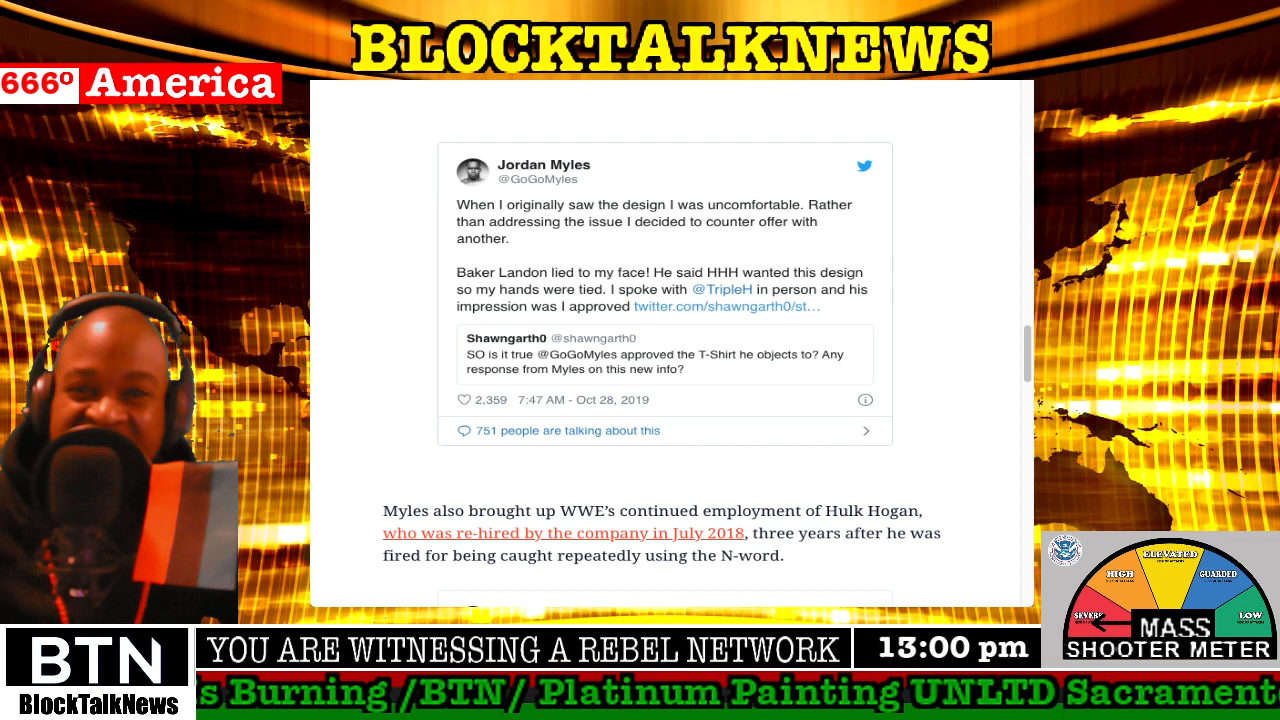 BLOCKTALKNEWS
666º America
Jordan Myles
@GoGoMyles
When I originally saw the design I was uncomfortable. Rather
than addressing the issue I decided to counter offer with
another.
Baker Landon lied to my face! He said HHH wanted this design
so my hands were tied. I spoke with @TripleH in person and his
impression was I approved twitter.com/shawngarth0/st…
Shawngarth0 @shawngarth0
SO is it true @GoGoMyles approved the T-Shirt he objects to? Any
response from Myles on this new info?
2,359 7:47 AM - Oct 28, 2019
751 people are talking about this
Myles also brought up WWE’s continued employment of Hulk Hogan,
who was re-hired by the company in July 2018, three years after he was
fired for being caught repeatedly using the N-word.
ELEVATED
HIGH
GUARDED
SEVERE
LOW
MASS
SHOOTER METER
BTN
BlockTalkNews
YOU ARE WITNESSING A REBEL NETWORK
13:00 pm
s Burning /BTN/ Platinum Painting UNLTD Sacrament